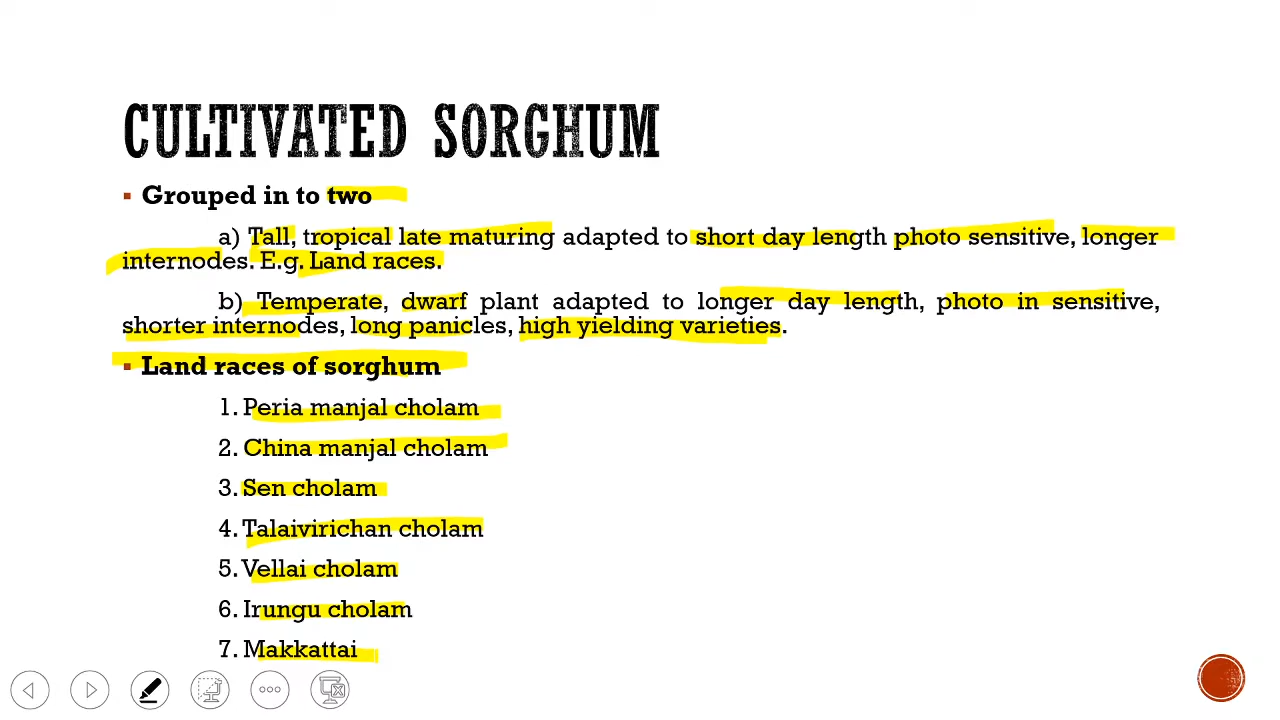 CULTIVATED SORGHUM
▪ Grouped in to two
a) Tall, tropical late maturing adapted to short day length photo sensitive, longer
internodes. E.g. Land races.
b) Temperate, dwarf plant adapted to longer day length, photo in sensitive,
shorter internodes, long panicles, high yielding varieties.
▪ Land races of sorghum
1. Peria manjal cholam
2. China manjal cholam
3. Sen cholam
4. Talaivirichan cholam
5. Vellai cholam
6. Irungu cholam
7. Makkattai